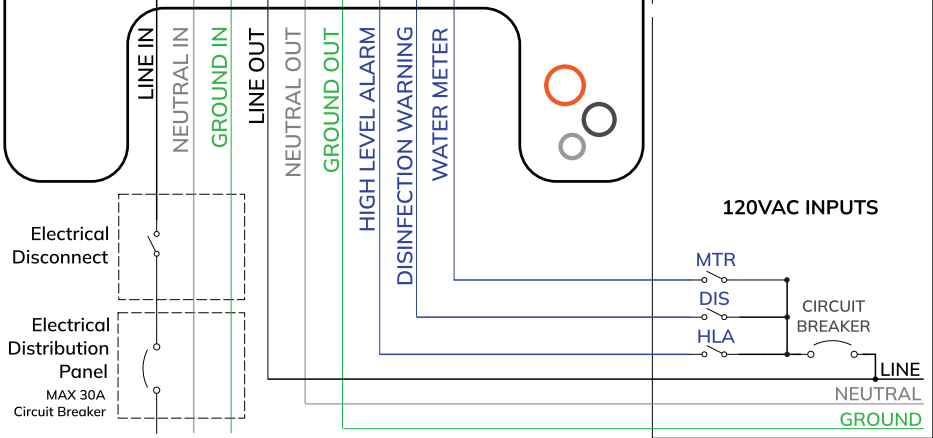 LINE IN
NEUTRAL IN
GROUND IN
LINE OUT
NEUTRAL OUT
GROUND OUT
HIGH LEVEL ALARM
DISINFECTION WARNING
WATER METER
120VAC INPUTS
Electrical
Disconnect
MTR
DIS
HLA
CIRCUIT
BREAKER
Electrical
Distribution
Panel
MAX 30A
Circuit Breaker
LINE
NEUTRAL
GROUND